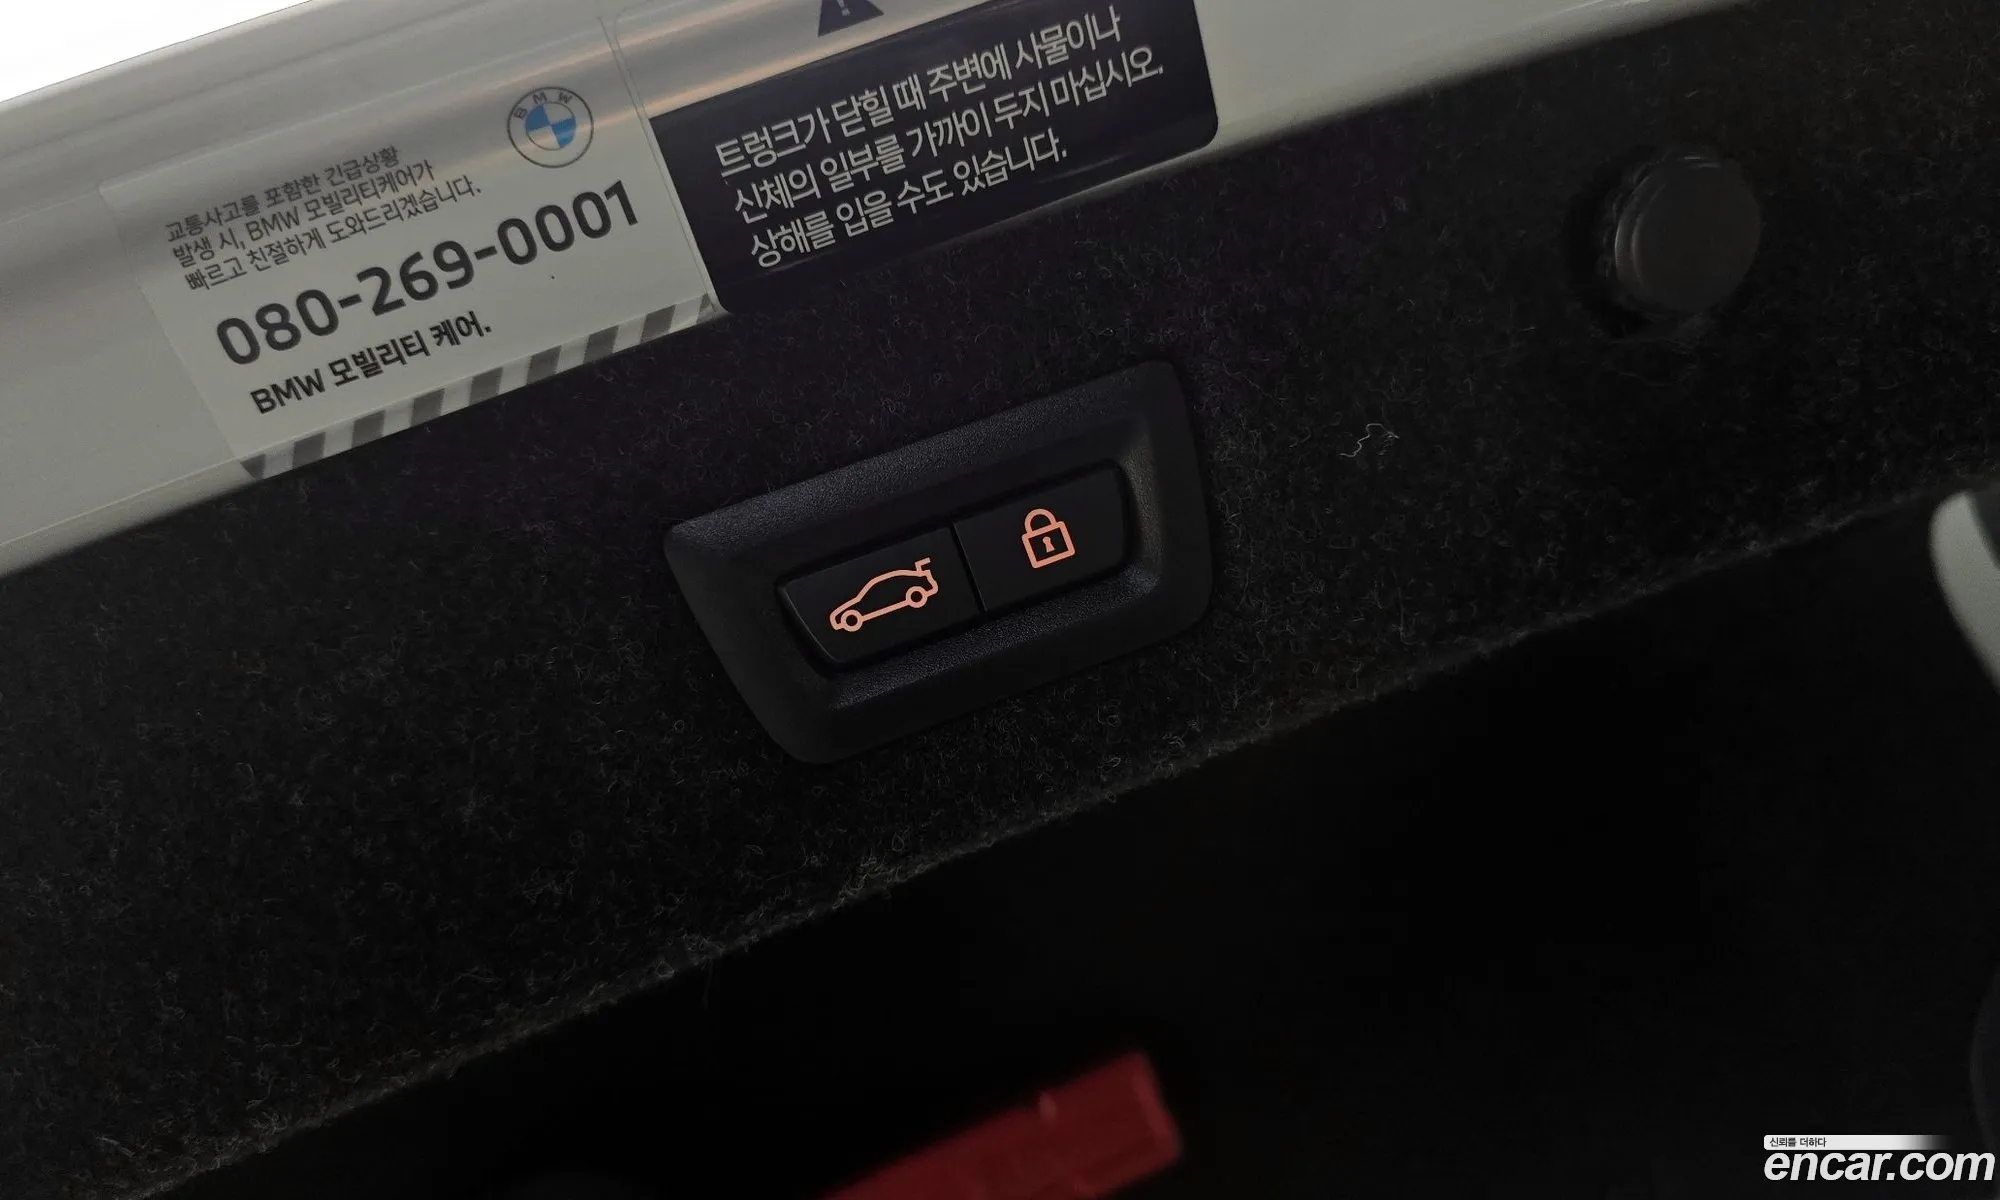 BMW
교통사고를 포함한 긴급상황
발생 시, BMW 모빌리티케어가
빠르고 친절하게 도와드리겠습니다.
080-269-0001
BMW 모빌리티 케어.
트렁크가 닫힐 때 주변에 사물이나
신체의 일부를 가까이 두지 마십시오.
상해를 입을 수도 있습니다.
신뢰를 더하다
encar.com